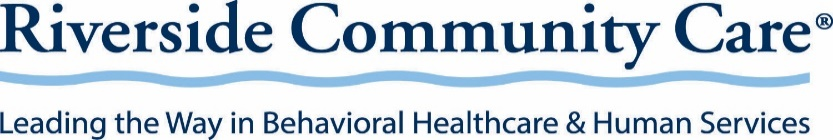 Riverside Community Care®
Leading the Way in Behavioral Healthcare & Human Services